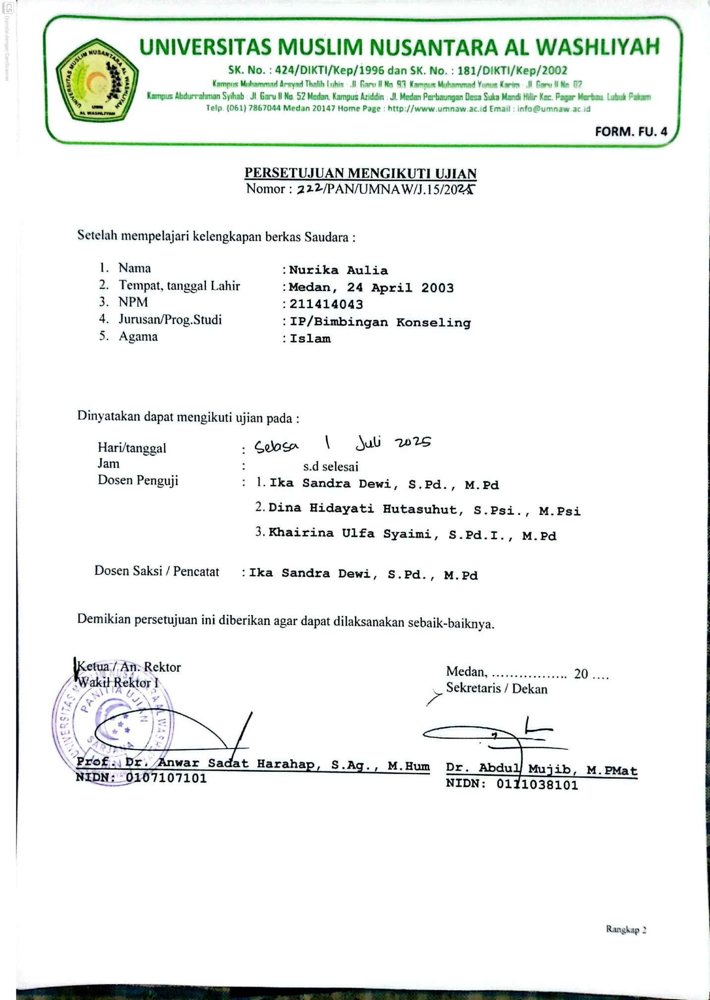 CS Dipindai dengan CamScanner
UNIVERSITAS MUSLIM NUSANTARA AL WASHLIYAH
SK. No. : 424/DIKTI/Kep/1996 dan SK. No. : 181/DIKTI/Kep/2002
Kampus Muhammad Arsyad Thalib Lubis : Jl. Garu II No. 93 Kampus Muhammad Yunus Karim : Jl. Garu II No. 02
Kampus Abdurrahman Syihab : Jl. Garu II No. 52 Medan, Kampus Aziddin : Jl. Medan Perbaungan Desa Suka Mandi Hilir Kec. Pagar Merbau, Lubuk Pakam
Telp. (061) 7867044 Medan 20147 Home Page : http://www.umnaw.ac.id Email : info@umnaw.ac.id
UNIVERSITAS MUSLIM NUSANTARA AL WASHLIYAH
UMN
AL WASHLIYAH
FORM. FU. 4
PERSETUJUAN MENGIKUTI UJIAN
Nomor : 222/PAN/UMNAW/J.15/2025
Setelah mempelajari kelengkapan berkas Saudara :
1. Nama : Nurika Aulia
2. Tempat, tanggal Lahir : Medan, 24 April 2003
3. NPM : 211414043
4. Jurusan/Prog.Studi : IP/Bimbingan Konseling
5. Agama : Islam
Dinyatakan dapat mengikuti ujian pada :
Hari/tanggal : Selasa 1 Juli 2025
Jam : s.d selesai
Dosen Penguji : 1. Ika Sandra Dewi, S.Pd., M.Pd
2. Dina Hidayati Hutasuhut, S.Psi., M.Psi
3. Khairina Ulfa Syaimi, S.Pd.I., M.Pd
Dosen Saksi / Pencatat : Ika Sandra Dewi, S.Pd., M.Pd
Demikian persetujuan ini diberikan agar dapat dilaksanakan sebaik-baiknya.
Ketua / An. Rektor
Wakil Rektor I
Medan, ................. 20 ....
Sekretaris / Dekan
UNIVERSITAS MUSLIM NUSANTARA AL WASHLIYAH
PANITIA UJIAN
SARJANA
Prof. Dr. Anwar Sadat Harahap, S.Ag., M.Hum
NIDN: 0107107101
Dr. Abdul Mujib, M.PMat
NIDN: 0111038101
Rangkap 2